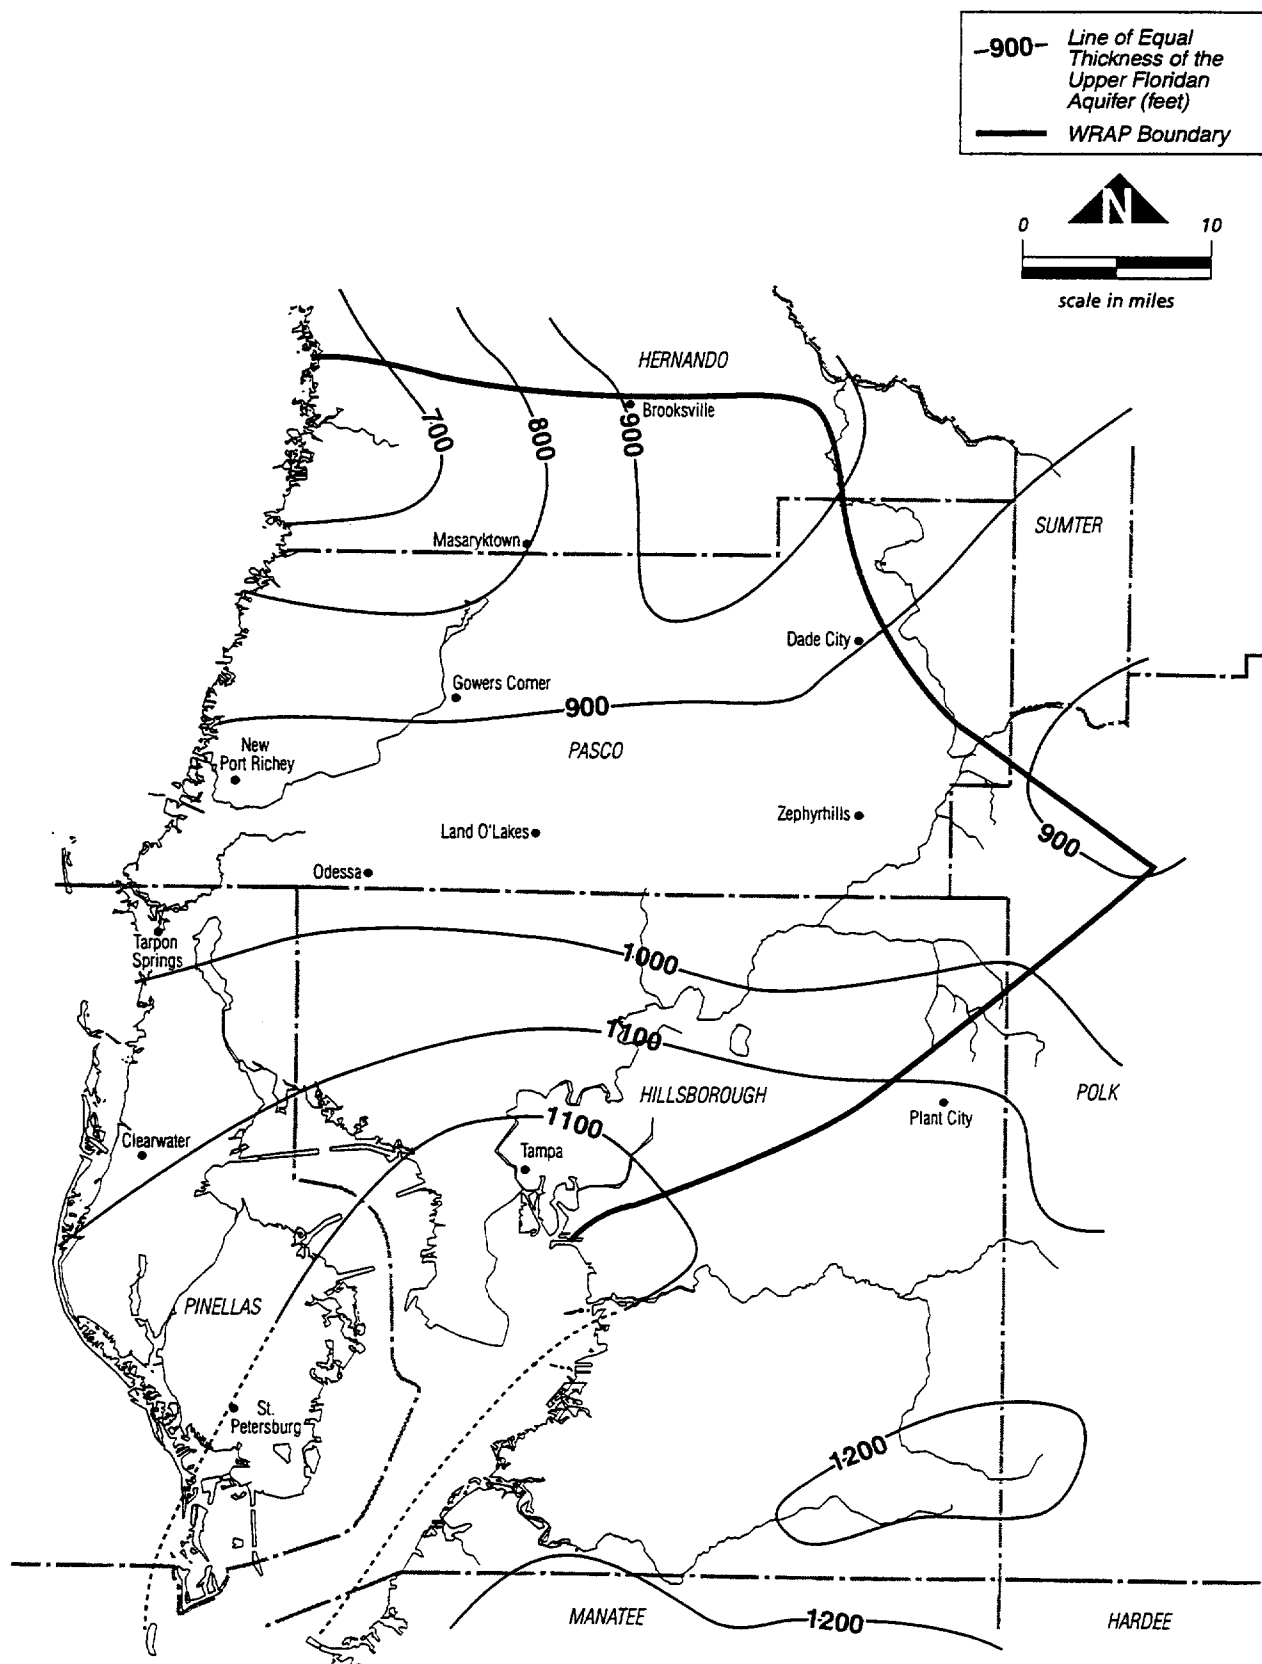 -900- Line of Equal
Thickness of the
Upper Floridan
Aquifer (feet)
WRAP Boundary
N
0 10
scale in miles
HERNANDO
Brooksville
700
800
900
SUMTER
Masaryktown
Dade City
Gowers Corner
900
New
Port Richey
PASCO
Zephyrhills
Land O'Lakes
900
Odessa
Tarpon
Springs
1000
1100
HILLSBOROUGH
POLK
Plant City
1100
Clearwater
Tampa
PINELLAS
St.
Petersburg
1200
MANATEE
1200
HARDEE